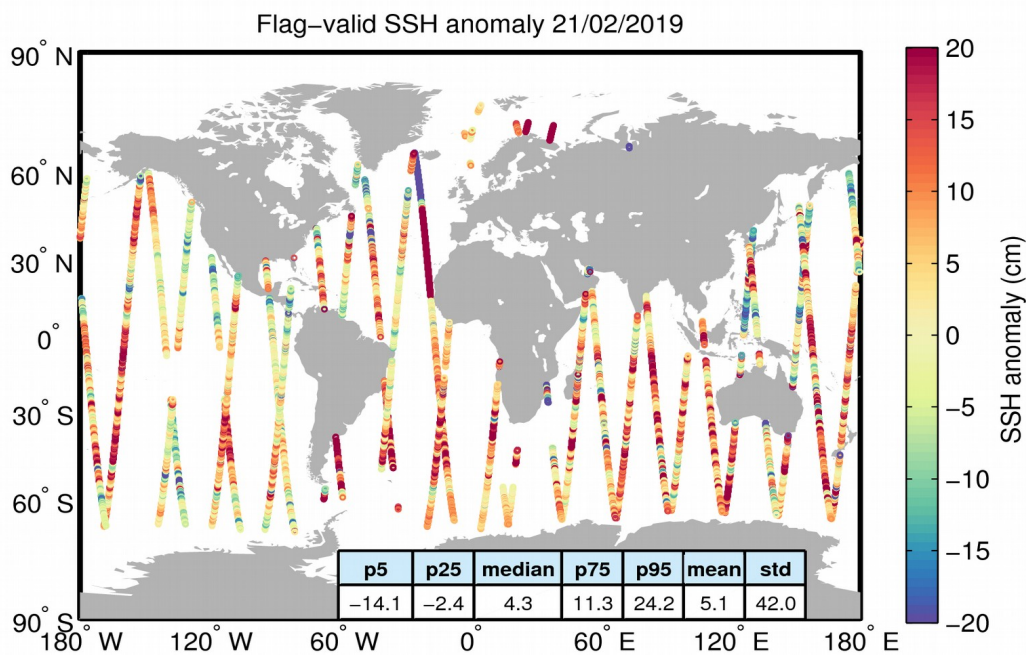 Flag−valid SSH anomaly 21/02/2019
90° N
60° N
30° N
0°
30° S
60° S
90° S
180° W
120° W
60° W
0°
60° E
120° E
180° E
p5 p25 median p75 p95 mean std
−14.1 −2.4 4.3 11.3 24.2 5.1 42.0
20
15
10
5
0
−5
−10
−15
−20
SSH anomaly (cm)